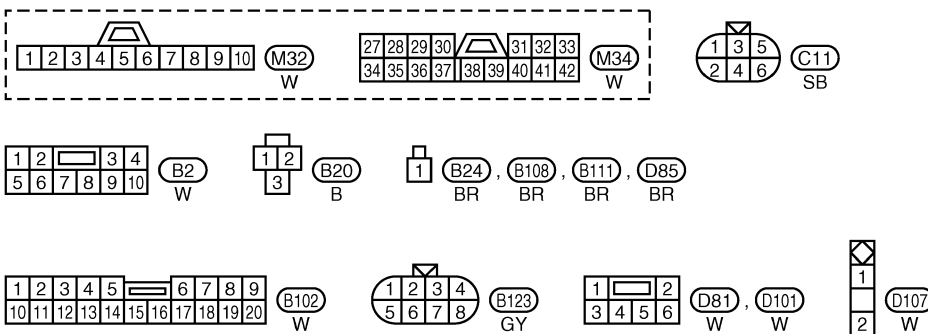 1 2 3 4 5 6 7 8 9 10 M32 W
27 28 29 30 31 32 33
34 35 36 37 38 39 40 41 42 M34 W
1 3 5
2 4 6 C11 SB
1 2 3 4
5 6 7 8 9 10 B2 W
1 2
3 B20 B
1 B24 , B108 , B111 , D85
BR BR BR BR
1 2 3 4 5 6 7 8 9
10 11 12 13 14 15 16 17 18 19 20 B102 W
1 2 3 4
5 6 7 8 B123 GY
1 2
3 4 5 6 D81 , D101
W W
1
2 D107 W